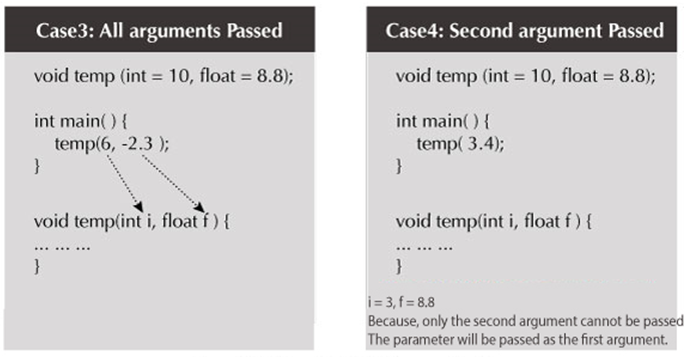 Case3: All arguments Passed
void temp (int = 10, float = 8.8);
int main( ) {
temp(6, -2.3 );
}
void temp(int i, float f ) {
... ... ...
}
Case4: Second argument Passed
void temp (int = 10, float = 8.8);
int main( ) {
temp( 3.4);
}
void temp(int i, float f ) {
... ... ...
}
i = 3, f = 8.8
Because, only the second argument cannot be passed
The parameter will be passed as the first argument.